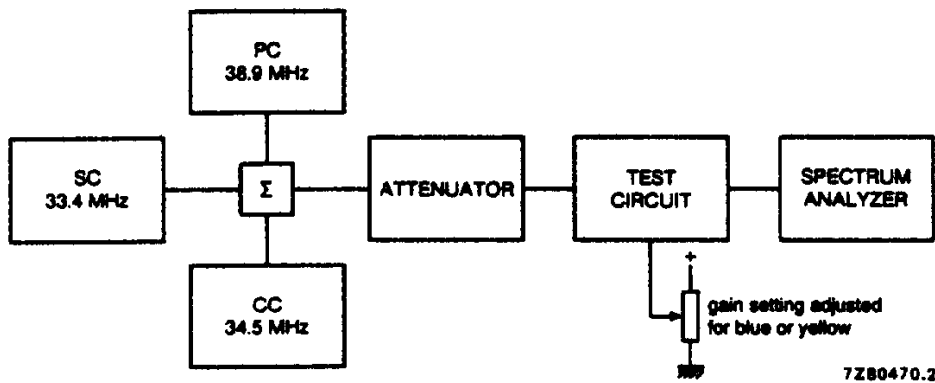 PC
38.9 MHz
SC
33.4 MHz
Σ
ATTENUATOR
TEST
CIRCUIT
SPECTRUM
ANALYZER
CC
34.5 MHz
+
gain setting adjusted
for blue or yellow
7Z80470.2